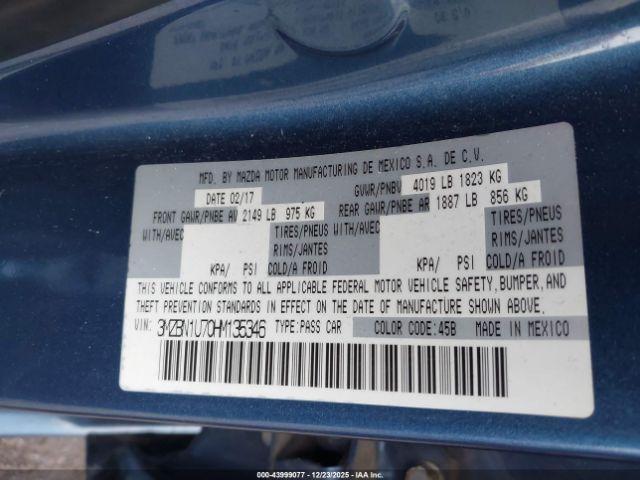 MFD. BY MAZDA MOTOR MANUFACTURING DE MEXICO S.A. DE C.V.
DATE 02/17 GVWR/PNBV 4019 LB 1823 KG
FRONT GAWR/PNBE AV 2149 LB 975 KG REAR GAWR/PNBE AR 1887 LB 856 KG
WITH/AVEC TIRES/PNEUS WITH/AVEC TIRES/PNEUS
RIMS/JANTES RIMS/JANTES
KPA/ PSI COLD/A FROID KPA/ PSI COLD/A FROID
THIS VEHICLE CONFORMS TO ALL APPLICABLE FEDERAL MOTOR VEHICLE SAFETY, BUMPER, AND
THEFT PREVENTION STANDARDS IN EFFECT ON THE DATE OF MANUFACTURE SHOWN ABOVE.
VIN: 3MZBN1U70HM135346 TYPE:PASS CAR COLOR CODE:45B MADE IN MEXICO
000-43999077 - 12/23/2025 - IAAI.COM